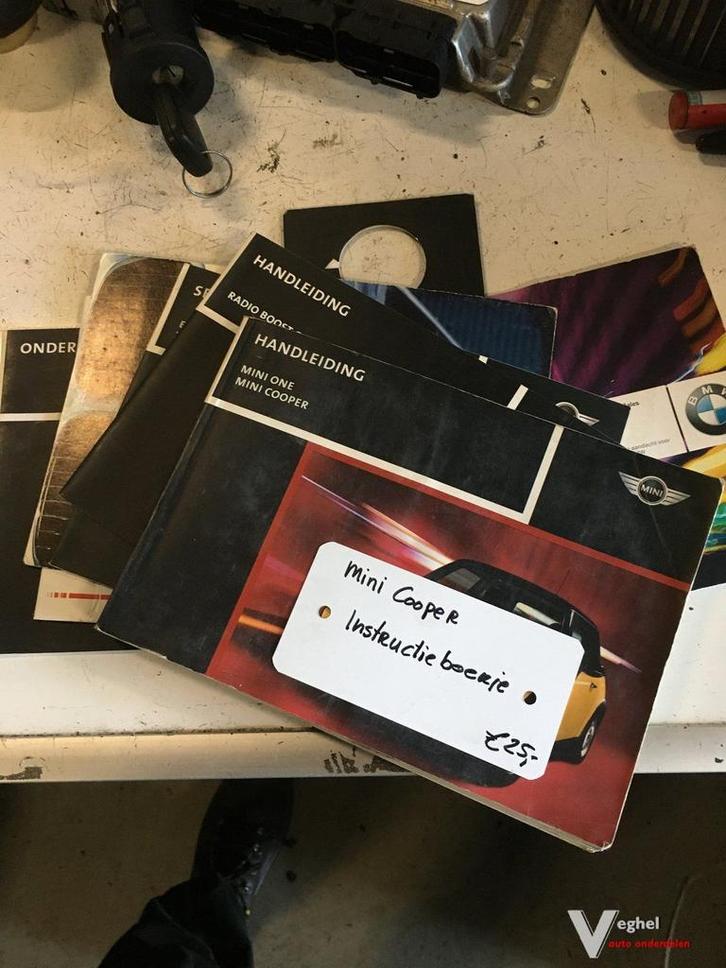 HANDLEIDING
RADIO BOOST
ONDER
HANDLEIDING
MINI ONE
MINI COOPER
MINI
BMW
Mini Cooper
Instructieboekje
€25,-
Veghel
auto onderdelen